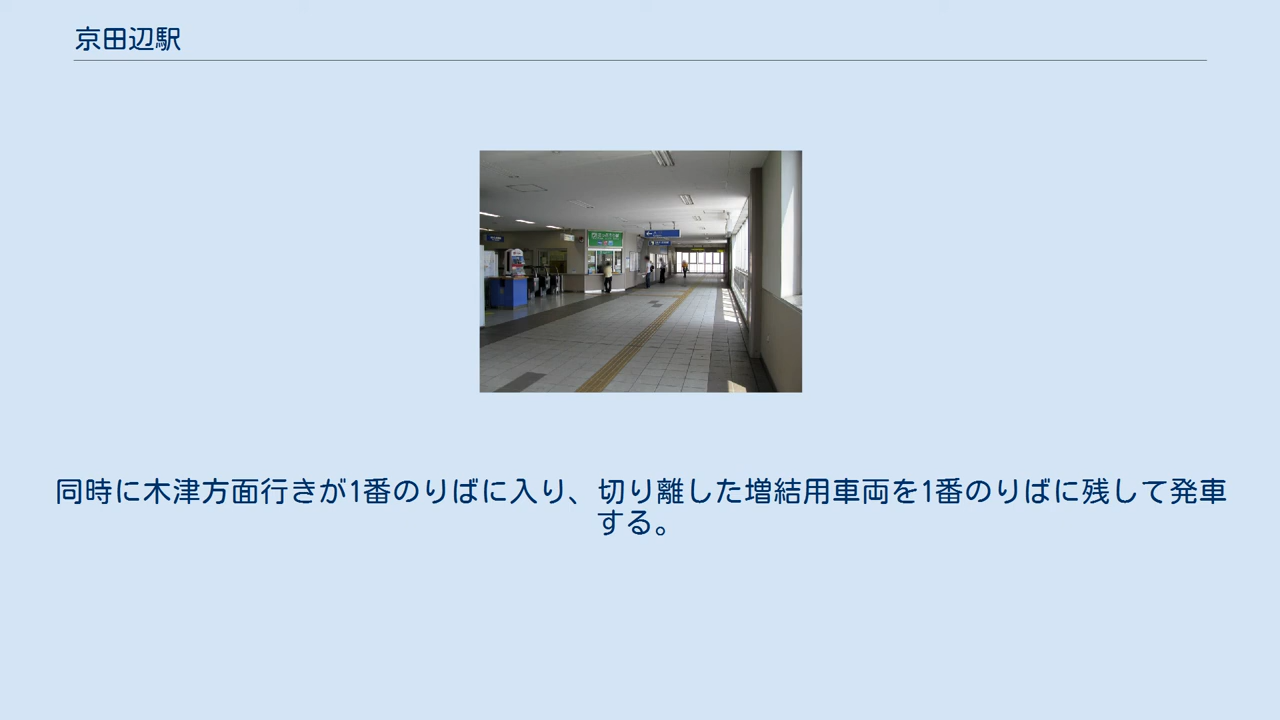 京田辺駅
同時に木津方面行きが1番のりばに入り、切り離した増結用車両を1番のりばに残して発車
する。